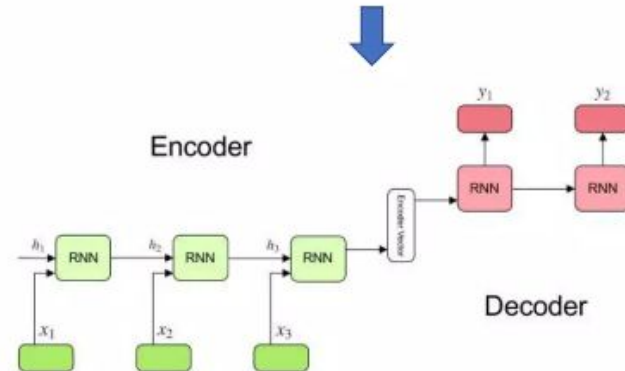 y₁ y₂
Encoder
RNN RNN
Encoder Vector
h₁ RNN h₂ RNN h₃ RNN
Decoder
x₁ x₂ x₃